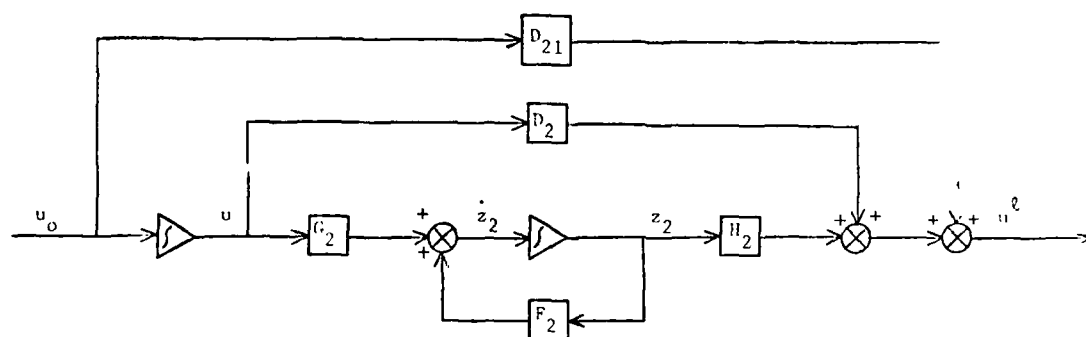 D21
D2
u0 u G2 + + ż2 z2 H2 + + + + uℓ
F2